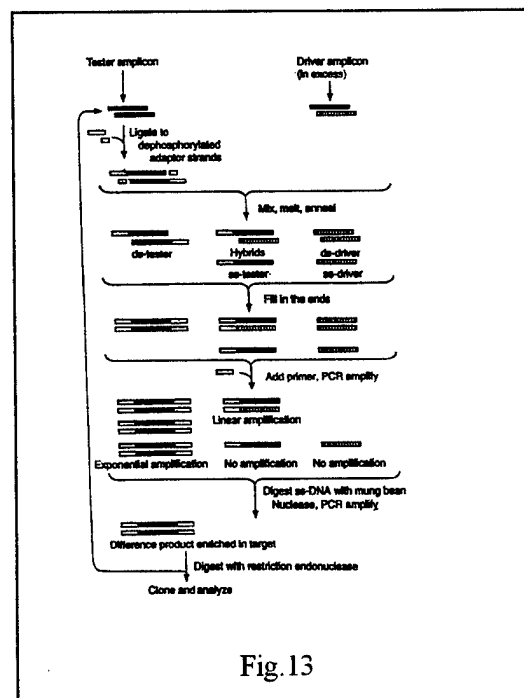 Tester amplicon
Driver amplicon
(in excess)
Ligate to
dephosphorylated
adaptor strands
Mix, melt, anneal
ds-tester
Hybrids
ds-driver
ss-tester
ss-driver
Fill in the ends
Add primer, PCR amplify
Linear amplification
Exponential amplification
No amplification
No amplification
Digest ss-DNA with mung bean
Nuclease, PCR amplify
Difference product enriched in target
Digest with restriction endonuclease
Clone and analyze
Fig.13